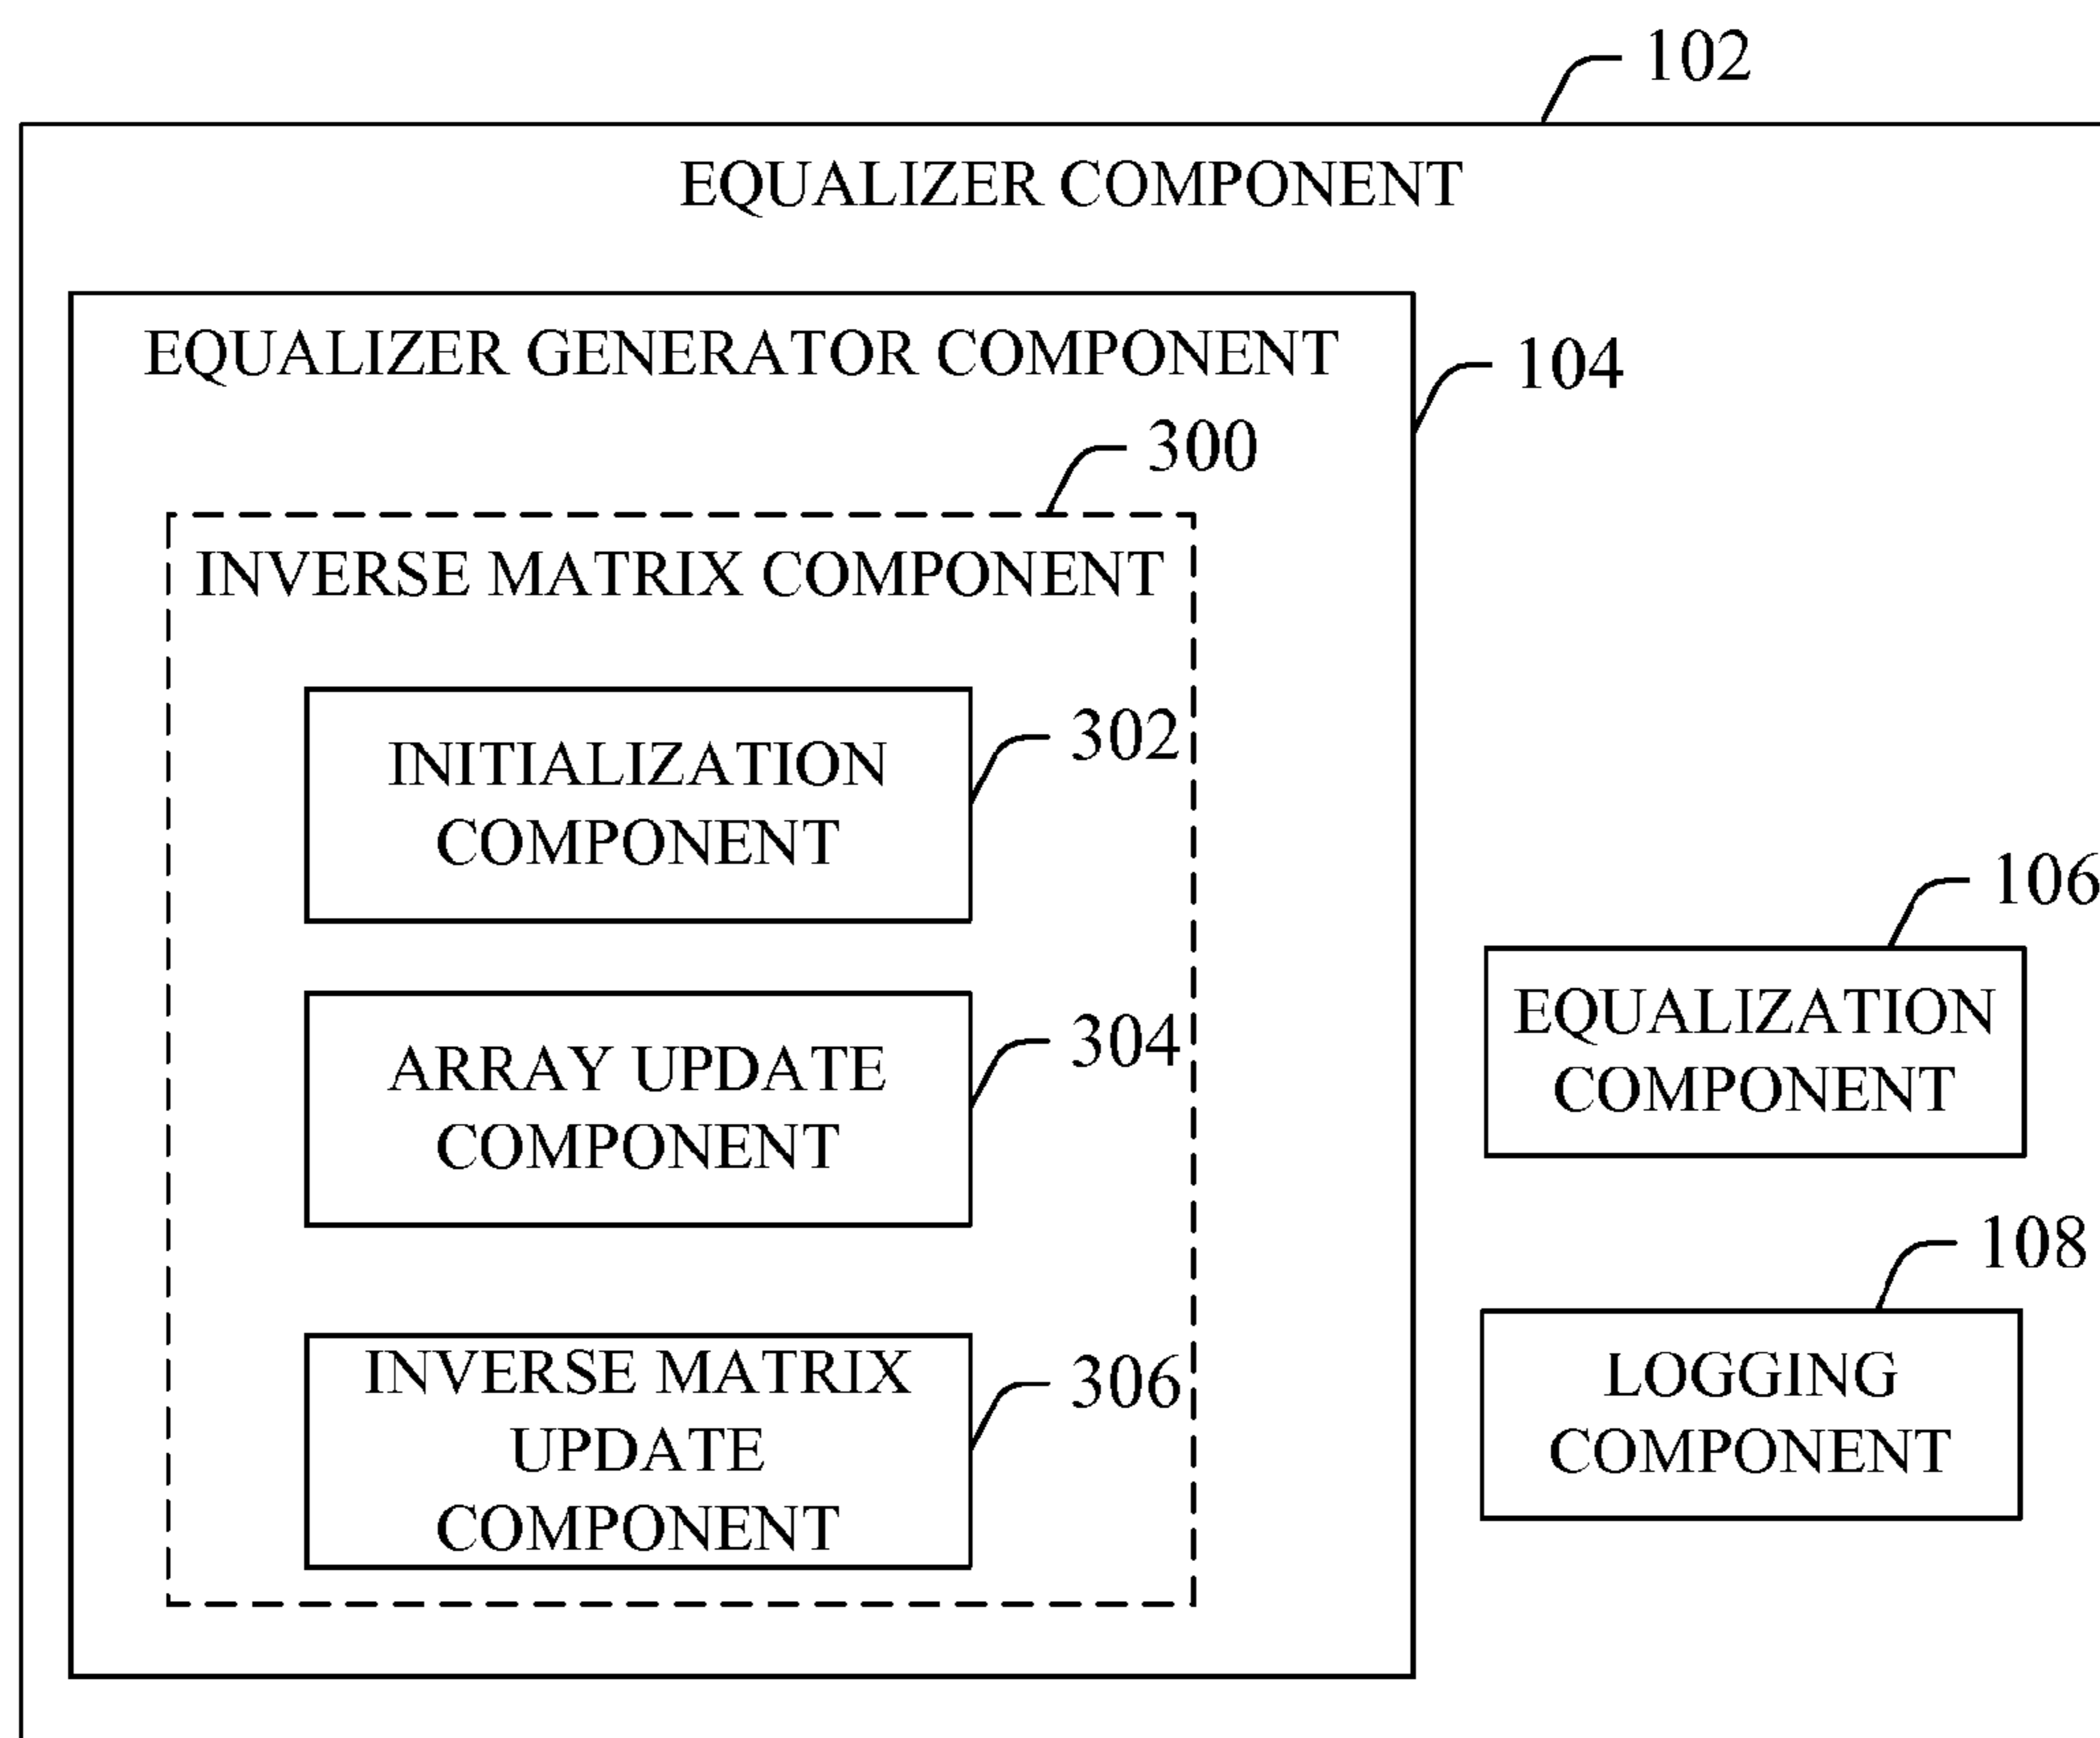 102
EQUALIZER COMPONENT
EQUALIZER GENERATOR COMPONENT
104
300
INVERSE MATRIX COMPONENT
INITIALIZATION
COMPONENT
302
ARRAY UPDATE
COMPONENT
304
INVERSE MATRIX
UPDATE
COMPONENT
306
106
EQUALIZATION
COMPONENT
108
LOGGING
COMPONENT